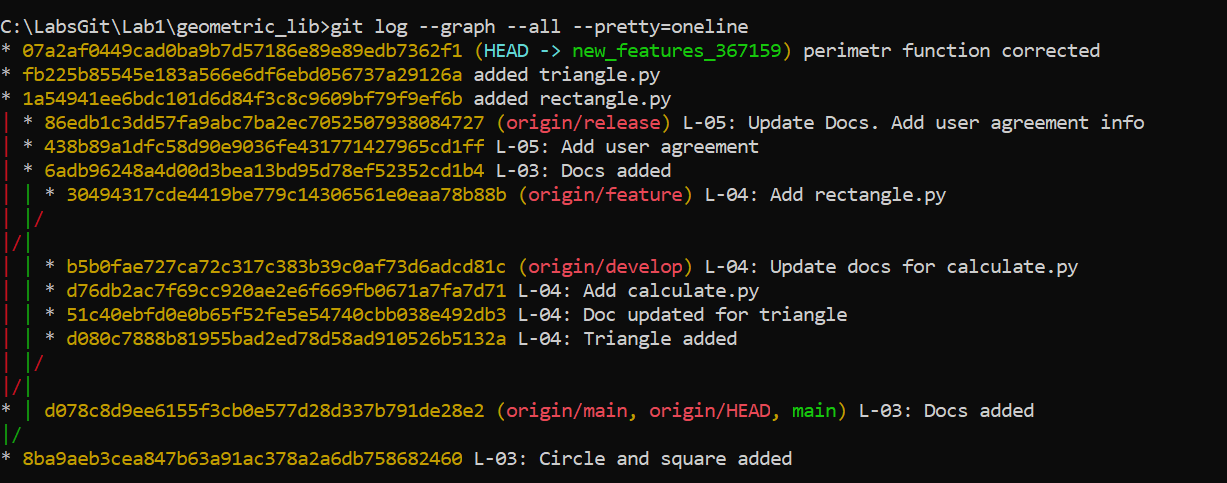 C:\LabsGit\Lab1\geometric_lib>git log --graph --all --pretty=oneline
* 07a2af0449cad0ba9b7d57186e89e89edb7362f1 (HEAD -> new_features_367159) perimetr function corrected
* fb225b85545e183a566e6df6ebd056737a29126a added triangle.py
* 1a54941ee6bdc101d6d84f3c8c9609bf79f9ef6b added rectangle.py
| * 86edb1c3dd57fa9abc7ba2ec7052507938084727 (origin/release) L-05: Update Docs. Add user agreement info
| * 438b89a1dfc58d90e9036fe431771427965cd1ff L-05: Add user agreement
| * 6adb96248a4d00d3bea13bd95d78ef52352cd1b4 L-03: Docs added
| | * 30494317cde4419be779c14306561e0eaa78b88b (origin/feature) L-04: Add rectangle.py
| |/
|/|
| | * b5b0fae727ca72c317c383b39c0af73d6adcd81c (origin/develop) L-04: Update docs for calculate.py
| | * d76db2ac7f69cc920ae2e6f669fb0671a7fa7d71 L-04: Add calculate.py
| | * 51c40ebfd0e0b65f52fe5e54740cbb038e492db3 L-04: Doc updated for triangle
| | * d080c7888b81955bad2ed78d58ad910526b5132a L-04: Triangle added
| |/
|/|
* | d078c8d9ee6155f3cb0e577d28d337b791de28e2 (origin/main, origin/HEAD, main) L-03: Docs added
|/
* 8ba9aeb3cea847b63a91ac378a2a6db758682460 L-03: Circle and square added